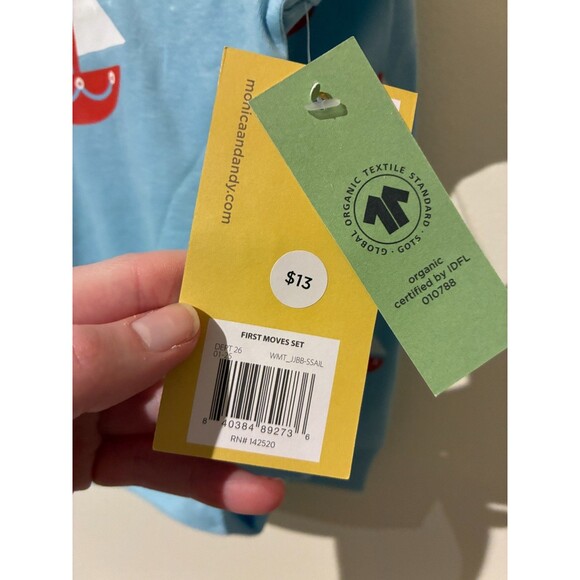 monicaandandy.com
$13
FIRST MOVES SET
DEPT 26
WMT_JJBB-SSAIL
8 40384 89273 6
RN# 142520
GLOBAL ORGANIC TEXTILE STANDARD · GOTS ·
organic
certified by IDFL
010788